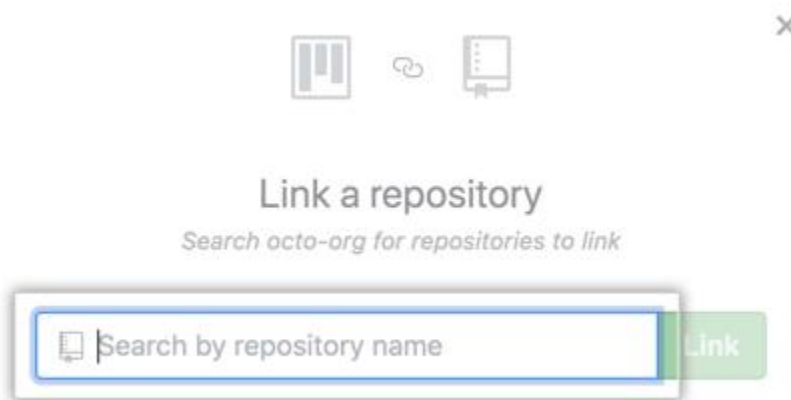 Link a repository
Search octo-org for repositories to link
Search by repository name
Link